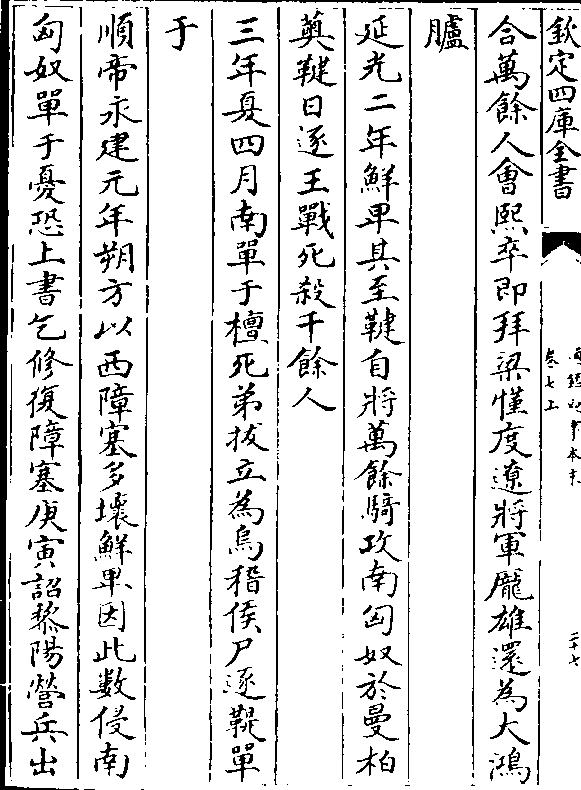 欽定四庫全書
通鑑紀事本末
卷七上
二十七
合萬餘人會熙卒即拜梁慬度遼將軍龐雄還為大鴻
臚
延光二年鮮卑其至鞬自將萬餘騎攻南匈奴於曼柏
薁鞬日逐王戰死殺千餘人
三年夏四月南單于檀死弟拔立為烏稽侯尸逐鞮單
于
順帝永建元年朔方以西障塞多壞鮮卑因此數侵南
匈奴單于憂恐上書乞修復障塞庚寅詔黎陽營兵出